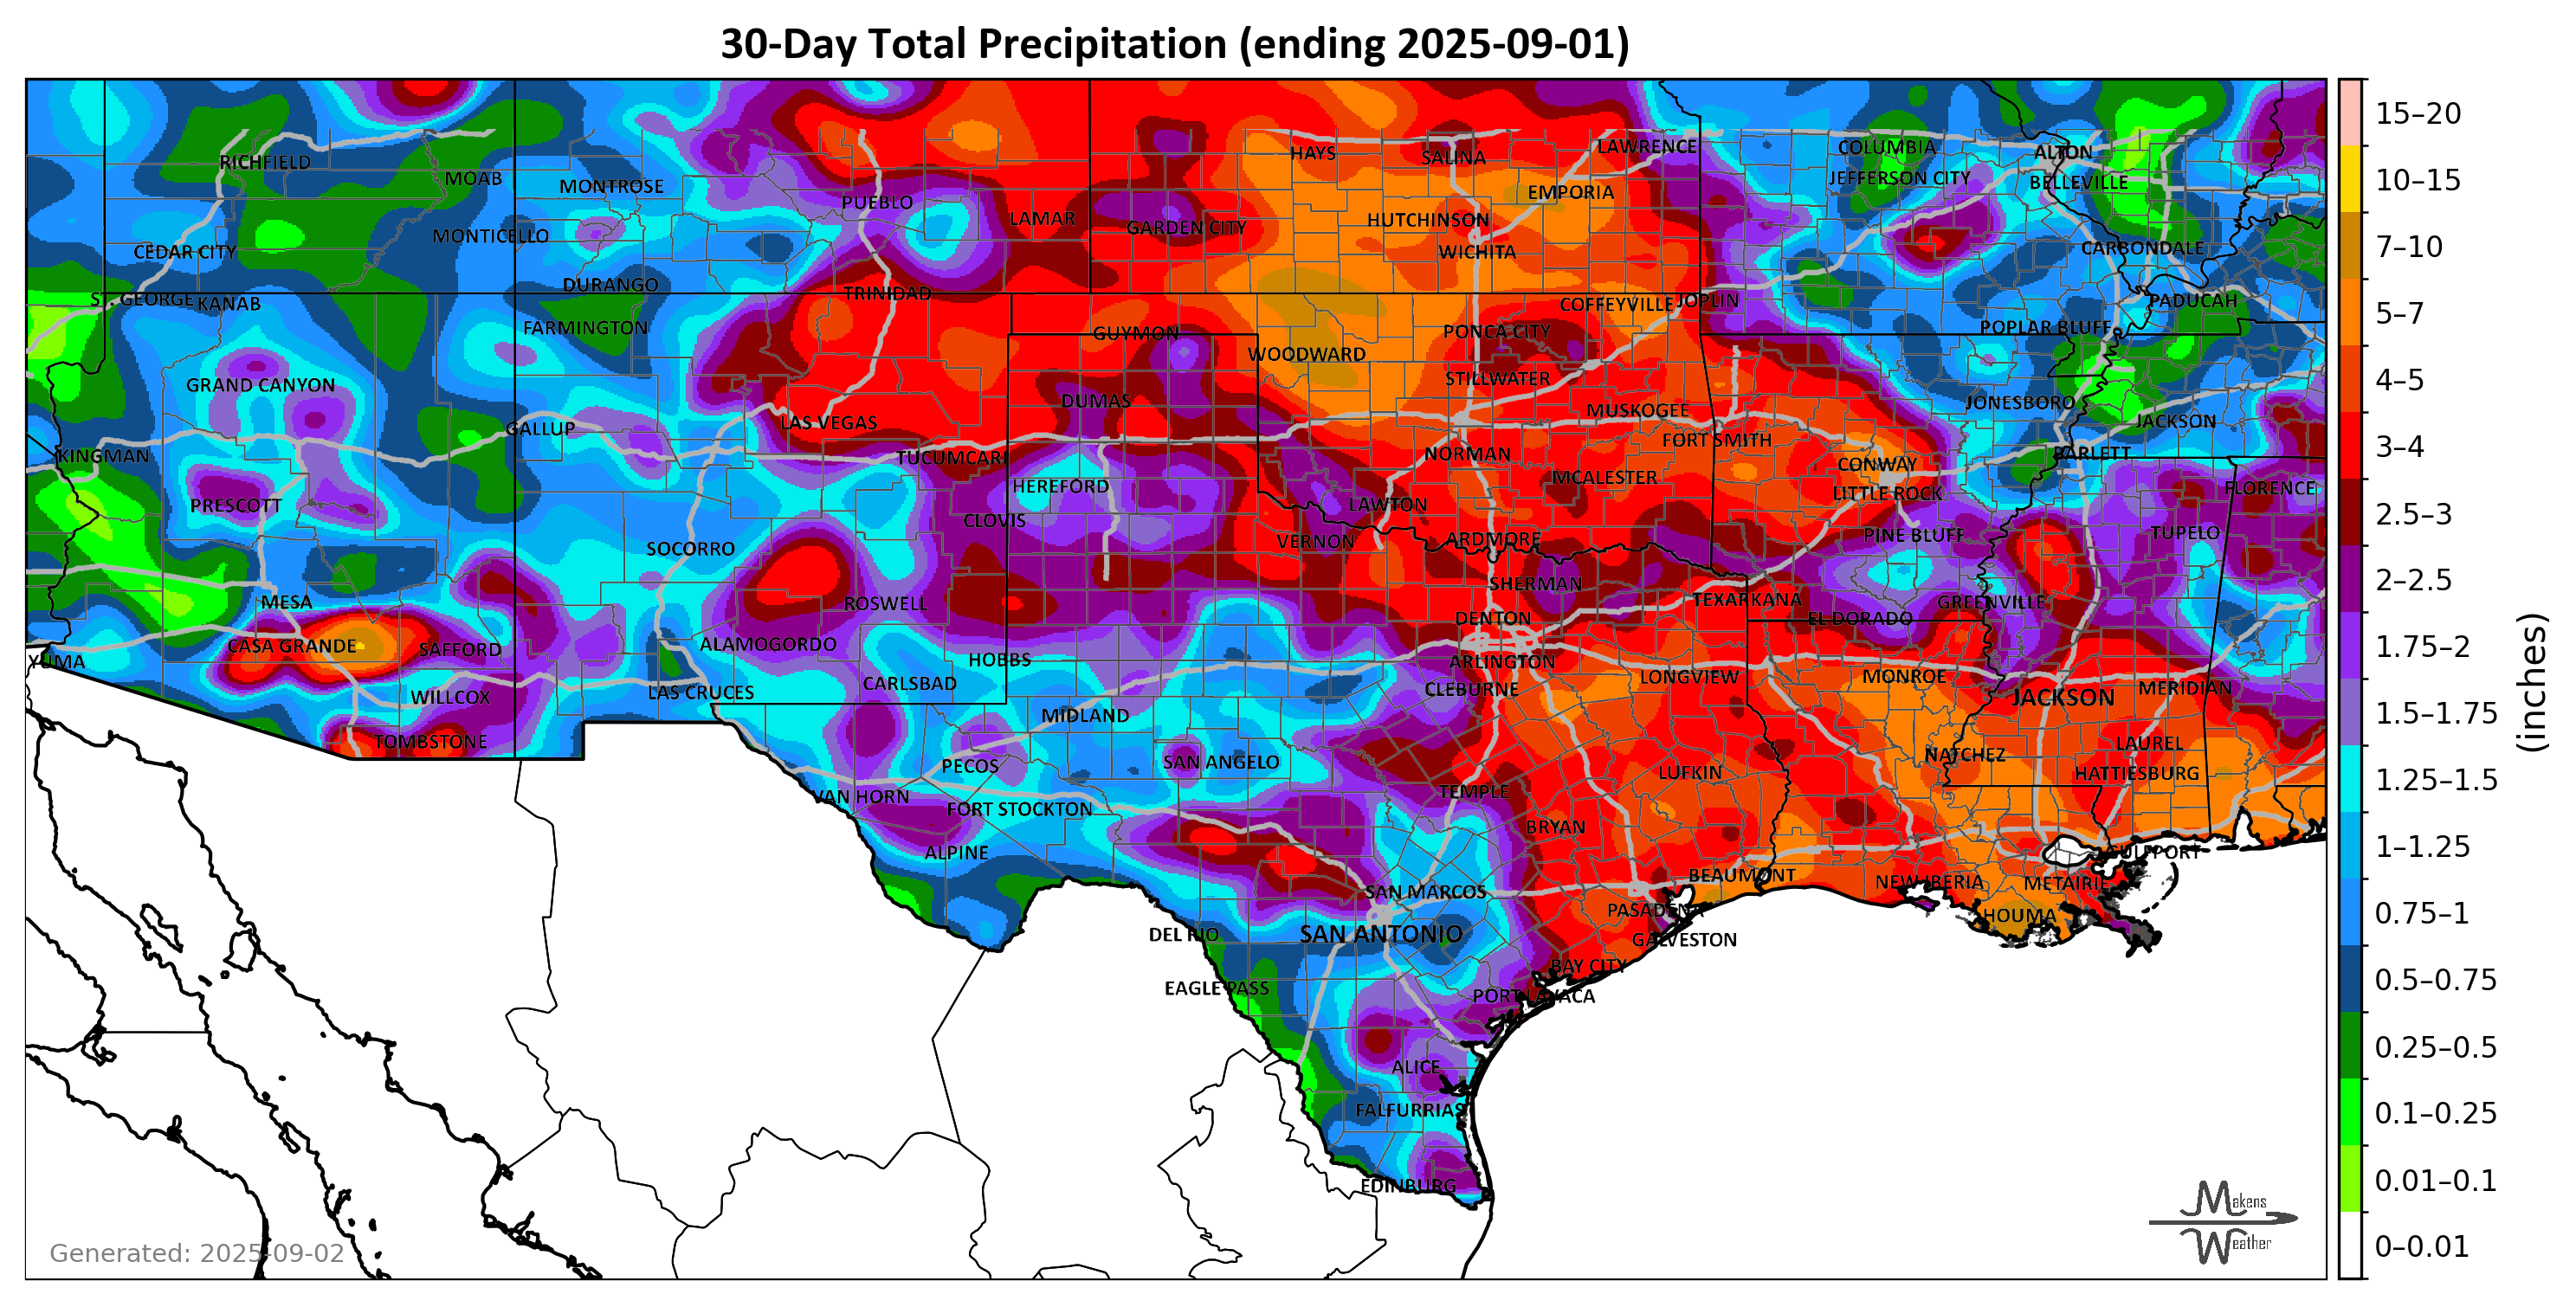 30-Day Total Precipitation (ending 2025-09-01)
HAYS
SALINA
LAWRENCE
COLUMBIA
ALTON
RICHFIELD
MOAB
MONTROSE
JEFFERSON CITY
BELLEVILLE
PUEBLO
LAMAR
EMPORIA
GARDEN CITY
HUTCHINSON
MONTICELLO
CEDAR CITY
WICHITA
CARBONDALE
DURANGO
TRINIDAD
ST. GEORGE
KANAB
COFFEYVILLE
JOPLIN
PADUCAH
FARMINGTON
GUYMON
PONCA CITY
POPLAR BLUFF
WOODWARD
GRAND CANYON
STILLWATER
DUMAS
MUSKOGEE
JONESBORO
LAS VEGAS
JACKSON
GALLUP
FORT SMITH
KINGMAN
TUCUMCARI
NORMAN
BARLETT
CONWAY
HEREFORD
MCALESTER
FLORENCE
PRESCOTT
LAWTON
LITTLE ROCK
CLOVIS
TUPELO
SOCORRO
VERNON
ARDMORE
PINE BLUFF
SHERMAN
MESA
ROSWELL
TEXARKANA
GREENVILLE
DENTON
EL DORADO
CASA GRANDE
SAFFORD
ALAMOGORDO
YUMA
HOBBS
ARLINGTON
LONGVIEW
MONROE
WILLCOX
LAS CRUCES
CARLSBAD
CLEBURNE
JACKSON
MERIDIAN
MIDLAND
TOMBSTONE
LAUREL
PECOS
SAN ANGELO
NATCHEZ
LUFKIN
HATTIESBURG
VAN HORN
FORT STOCKTON
TEMPLE
BRYAN
ALPINE
GULFPORT
BEAUMONT
NEW IBERIA
METAIRIE
SAN MARCOS
PASADENA
HOUMA
DEL RIO
SAN ANTONIO
GALVESTON
BAY CITY
EAGLE PASS
PORT LAVACA
ALICE
FALFURRIAS
EDINBURG
15–20
10–15
7–10
5–7
4–5
3–4
2.5–3
2–2.5
1.75–2
1.5–1.75
1.25–1.5
1–1.25
0.75–1
0.5–0.75
0.25–0.5
0.1–0.25
0.01–0.1
0–0.01
(inches)
Generated: 2025-09-02
Makens
Weather